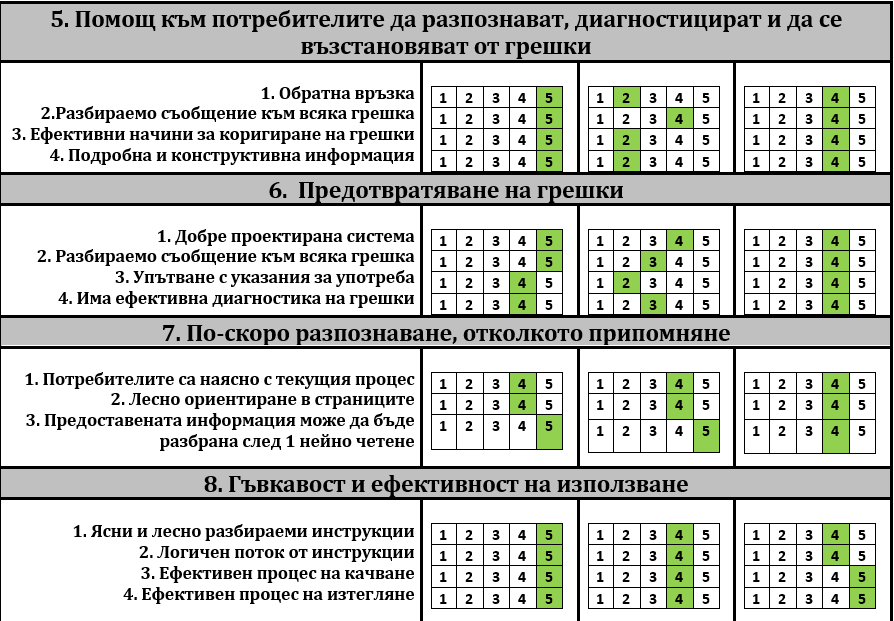 5. Помощ към потребителите да разпознават, диагностицират и да се
възстановяват от грешки
1. Обратна връзка 1 2 3 4 5 1 2 3 4 5 1 2 3 4 5
2.Разбираемо съобщение към всяка грешка 1 2 3 4 5 1 2 3 4 5 1 2 3 4 5
3. Ефективни начини за коригиране на грешки 1 2 3 4 5 1 2 3 4 5 1 2 3 4 5
4. Подробна и конструктивна информация 1 2 3 4 5 1 2 3 4 5 1 2 3 4 5
6. Предотвратяване на грешки
1. Добре проектирана система 1 2 3 4 5 1 2 3 4 5 1 2 3 4 5
2. Разбираемо съобщение към всяка грешка 1 2 3 4 5 1 2 3 4 5 1 2 3 4 5
3. Упътване с указания за употреба 1 2 3 4 5 1 2 3 4 5 1 2 3 4 5
4. Има ефективна диагностика на грешки 1 2 3 4 5 1 2 3 4 5 1 2 3 4 5
7. По-скоро разпознаване, отколкото припомняне
1. Потребителите са наясно с текущия процес 1 2 3 4 5 1 2 3 4 5 1 2 3 4 5
2. Лесно ориентиране в страниците 1 2 3 4 5 1 2 3 4 5 1 2 3 4 5
3. Предоставената информация може да бъде
разбрана след 1 нейно четене 1 2 3 4 5 1 2 3 4 5 1 2 3 4 5
8. Гъвкавост и ефективност на използване
1. Ясни и лесно разбираеми инструкции 1 2 3 4 5 1 2 3 4 5 1 2 3 4 5
2. Логичен поток от инструкции 1 2 3 4 5 1 2 3 4 5 1 2 3 4 5
3. Ефективен процес на качване 1 2 3 4 5 1 2 3 4 5 1 2 3 4 5
4. Ефективен процес на изтегляне 1 2 3 4 5 1 2 3 4 5 1 2 3 4 5